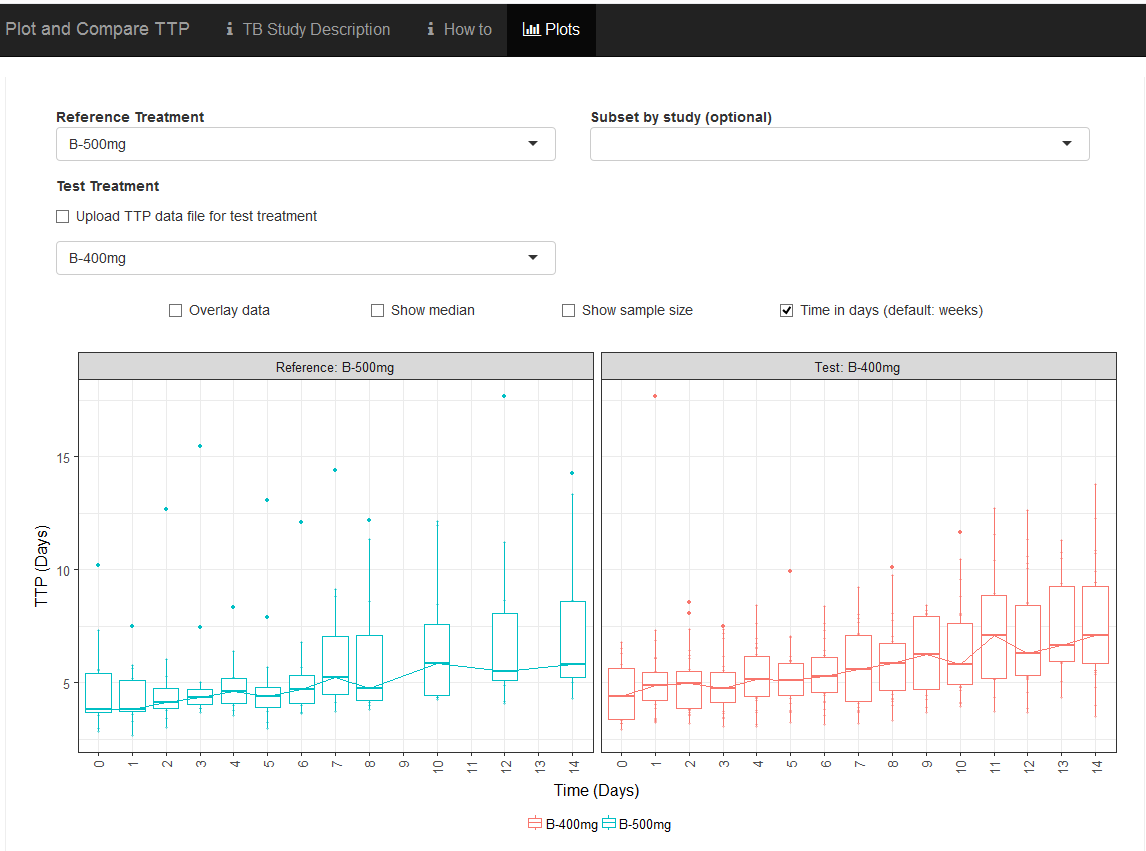 Plot and Compare TTP TB Study Description How to Plots
Reference Treatment Subset by study (optional)
B-500mg
Test Treatment
Upload TTP data file for test treatment
B-400mg
Overlay data Show median Show sample size Time in days (default: weeks)
Reference: B-500mg Test: B-400mg
15
10
5
TTP (Days)
0 1 2 3 4 5 6 7 8 9 10 11 12 13 14 0 1 2 3 4 5 6 7 8 9 10 11 12 13 14
Time (Days)
B-400mg B-500mg